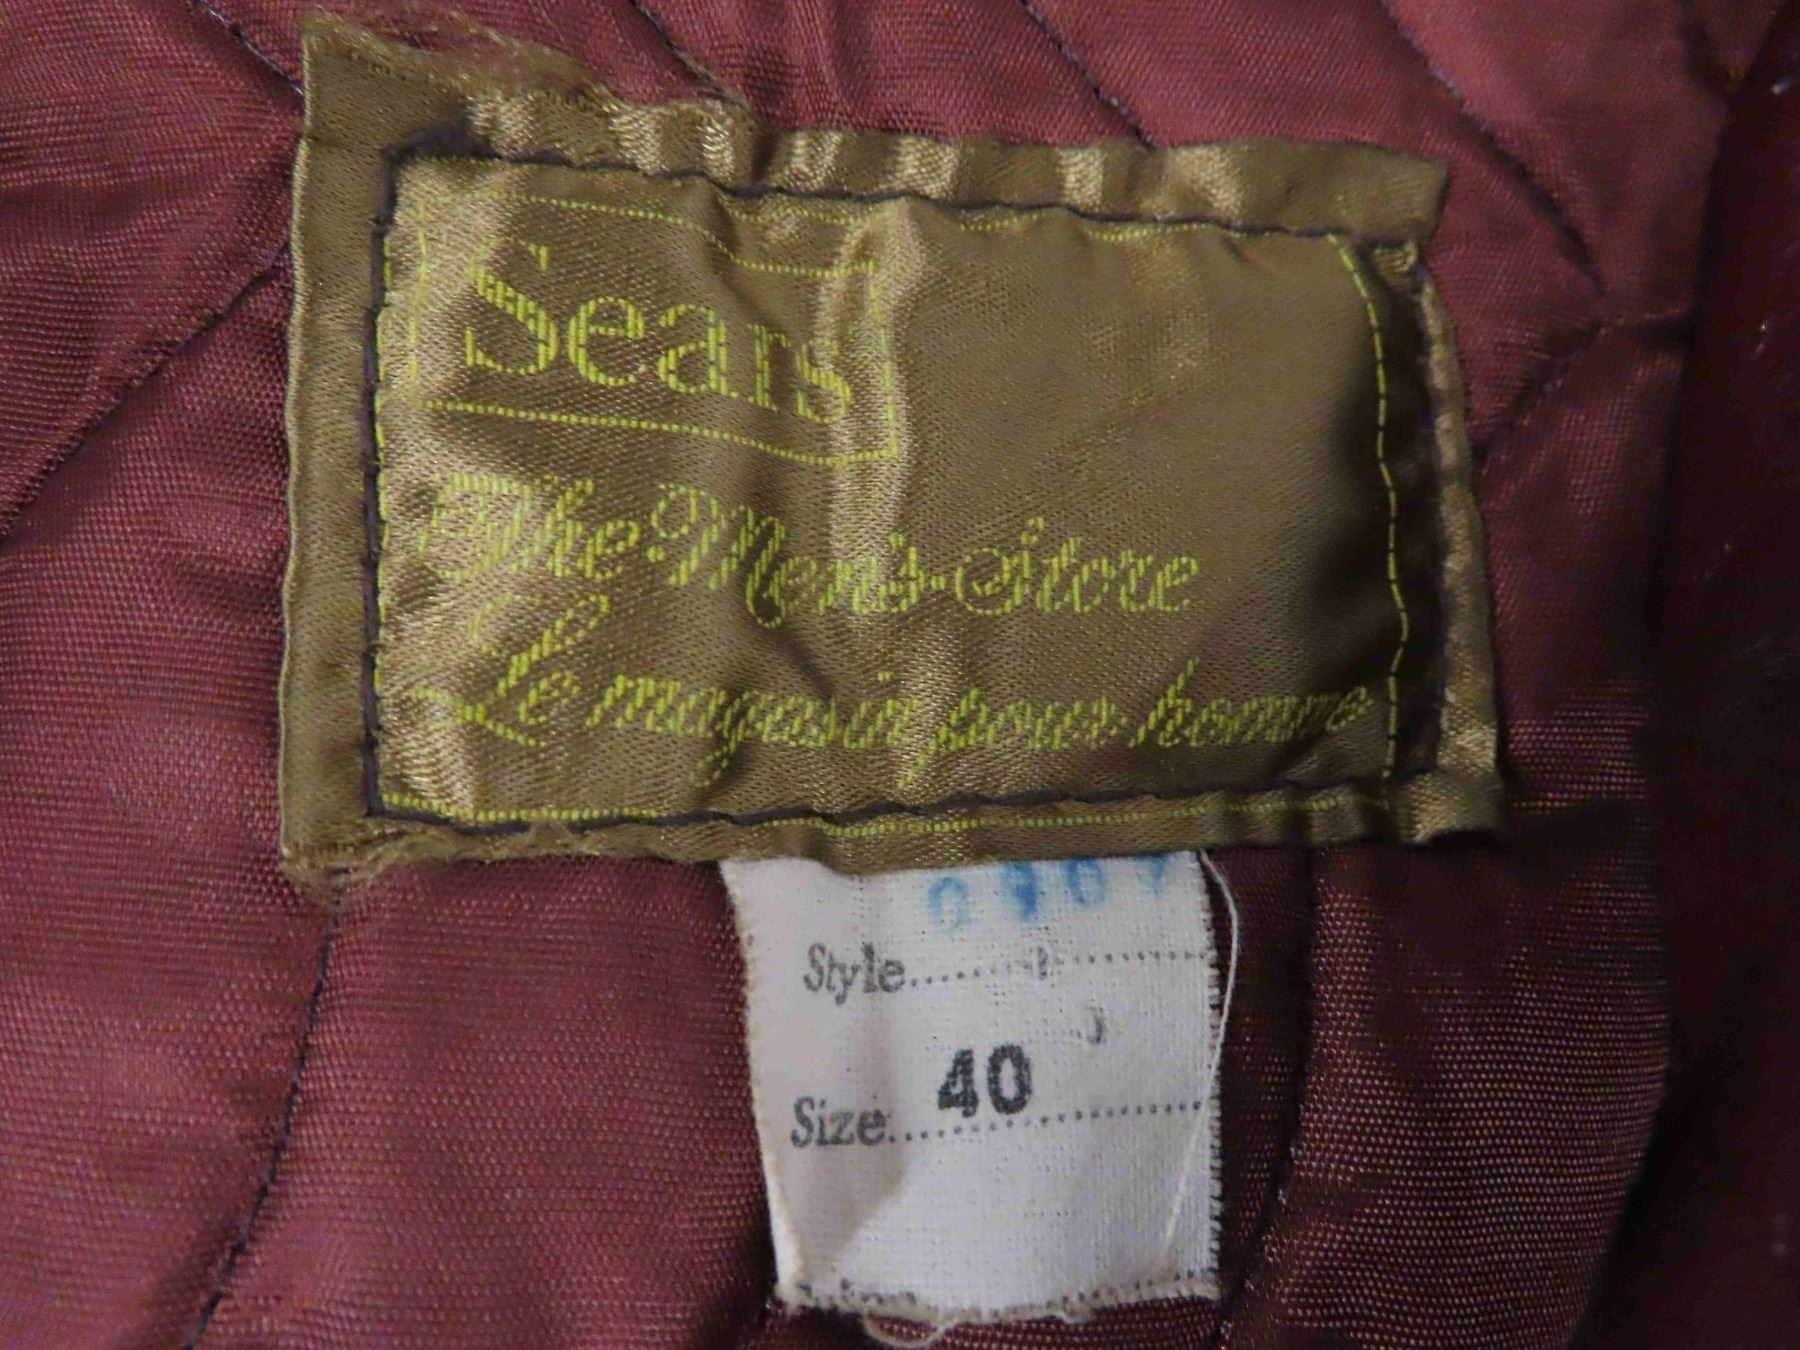 Sears
The Men's Store
Le magasin pour homme
Style
Size 40